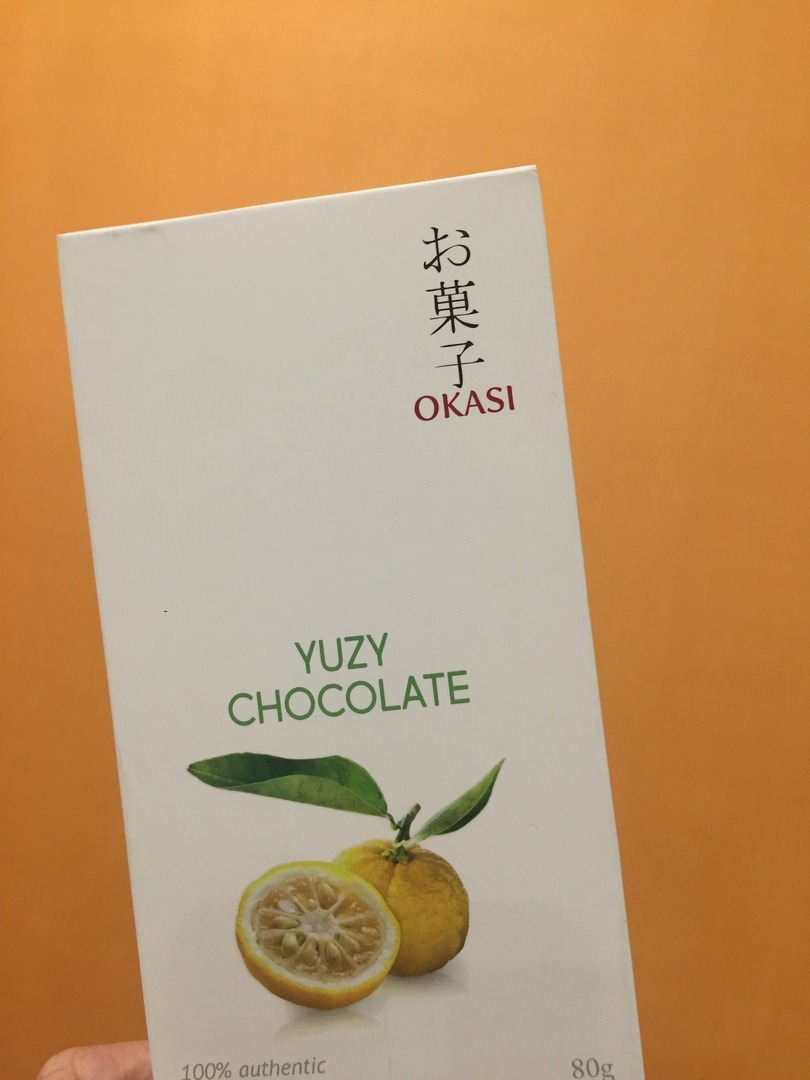 お菓子
OKASI
YUZY
CHOCOLATE
100% authentic
80g